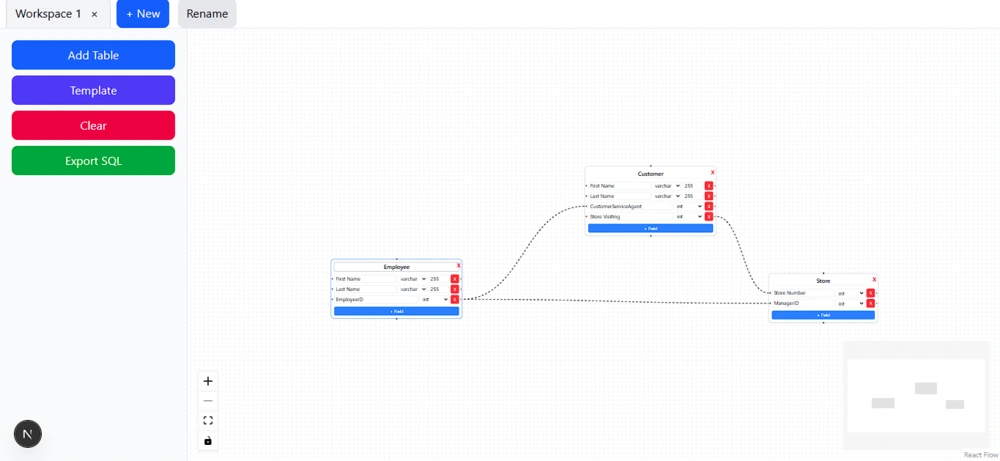 Workspace 1 × + New Rename
Add Table
Template
Clear
Export SQL
Customer X
First Name varchar 255 X
Last Name varchar 255 X
CustomerServiceAgent int X
Store Visiting int X
+ Field
Employee X
First Name varchar 255 X
Last Name varchar 255 X
EmployeeID int X
+ Field
Store X
Store Number int X
ManagerID int X
+ Field
N
React Flow